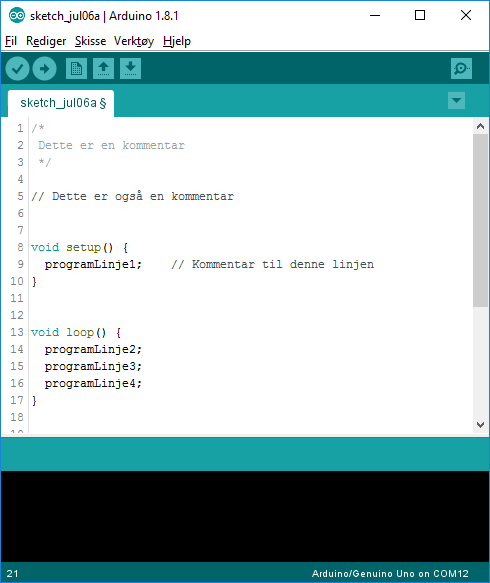 sketch_jul06a | Arduino 1.8.1
Fil Rediger Skisse Verktøy Hjelp
sketch_jul06a §
1 /*
2 Dette er en kommentar
3 */
4
5 // Dette er også en kommentar
6
7
8 void setup() {
9 programLinje1; // Kommentar til denne linjen
10 }
11
12
13 void loop() {
14 programLinje2;
15 programLinje3;
16 programLinje4;
17 }
18
21 Arduino/Genuino Uno on COM12